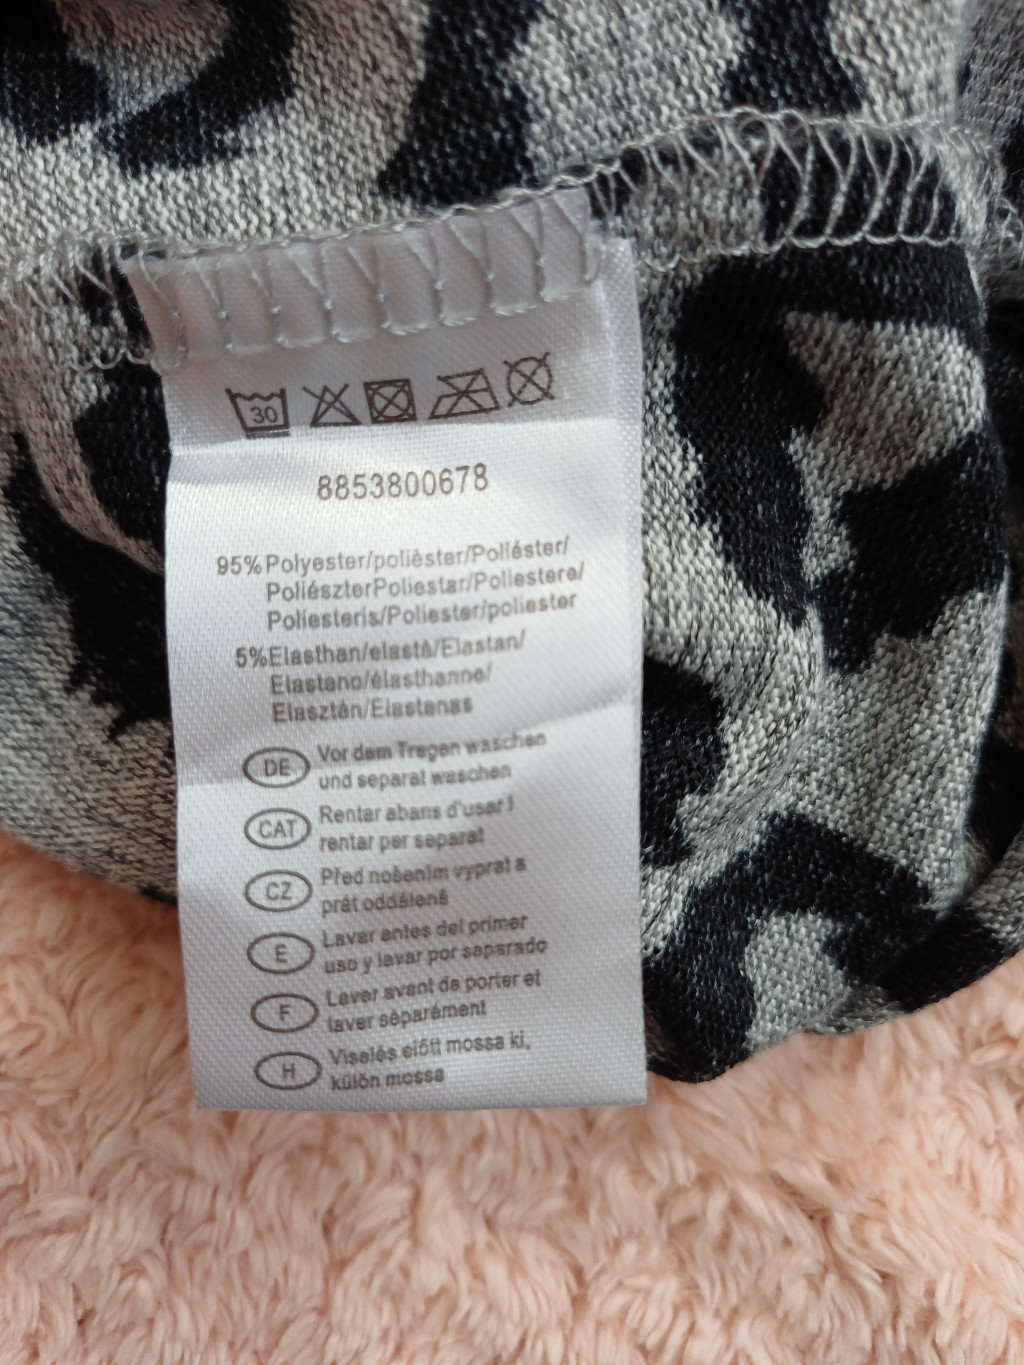 30
8853800678
95% Polyester/polièster/Poliéster/
PoliészterPoliestar/Poliestere/
Poliesteris/Poliester/poliester
5% Elasthan/elastà/Elastan/
Elastano/élasthanne/
Elasztán/Elastanas
DE Vor dem Tragen waschen
und separat waschen
CAT Rentar abans d'usar i
rentar per separat
CZ Před nošením vyprat a
prát oddáleně
E Lavar antes del primer
uso y lavar por separado
F Laver avant de porter et
laver séparément
H Viselés előtt mossa ki,
külön mossa